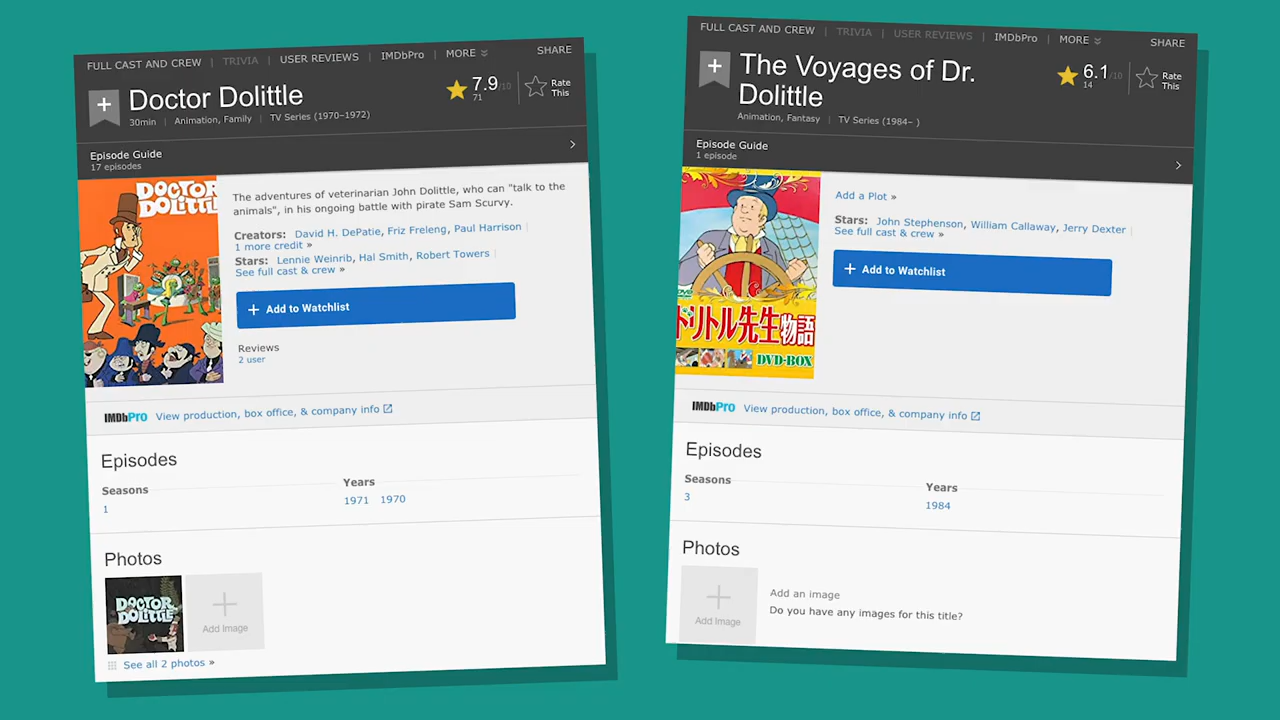 FULL CAST AND CREW | TRIVIA | USER REVIEWS | IMDbPro | MORE SHARE
+ Doctor Dolittle
30min | Animation, Family | TV Series (1970–1972)
7.9/10
71
Rate This
Episode Guide
17 episodes
DOCTOR DOLITTLE
The adventures of veterinarian John Dolittle, who can "talk to the
animals", in his ongoing battle with pirate Sam Scurvy.
Creators: David H. DePatie, Friz Freleng, Paul Harrison |
1 more credit »
Stars: Lennie Weinrib, Hal Smith, Robert Towers |
See full cast & crew »
+ Add to Watchlist
Reviews
2 user
IMDbPro View production, box office, & company info
Episodes
Seasons
1
Years
1971 1970
Photos
DOCTOR DOLITTLE
Add Image
See all 2 photos »
FULL CAST AND CREW | TRIVIA | USER REVIEWS | IMDbPro | MORE SHARE
+ The Voyages of Dr.
Dolittle
Animation, Fantasy | TV Series (1984– )
6.1/10
14
Rate This
Episode Guide
1 episode
ドリトル先生物語
DVD-BOX
Add a Plot »
Stars: John Stephenson, William Callaway, Jerry Dexter |
See full cast & crew »
+ Add to Watchlist
IMDbPro View production, box office, & company info
Episodes
Seasons
3
Years
1984
Photos
Add Image
Add an image
Do you have any images for this title?